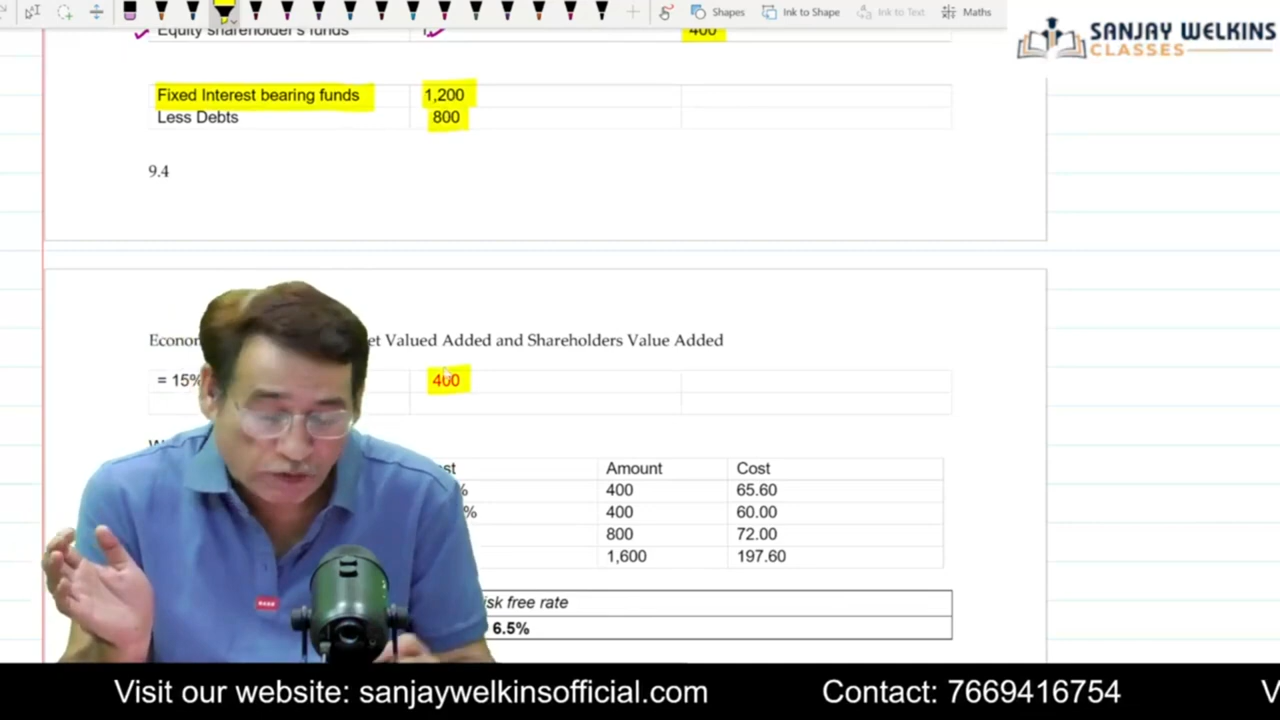 Shapes Ink to Shape Ink to Text Maths
SANJAY WELKINS
CLASSES
Equity shareholder's funds 400
Fixed Interest bearing funds 1,200
Less Debts 800
9.4
Valued Added and Shareholders Value Added
= 15% 400
Amount Cost
% 400 65.60
% 400 60.00
800 72.00
1,600 197.60
free rate
6.5%
Visit our website: sanjaywelkinsofficial.com Contact: 7669416754 V